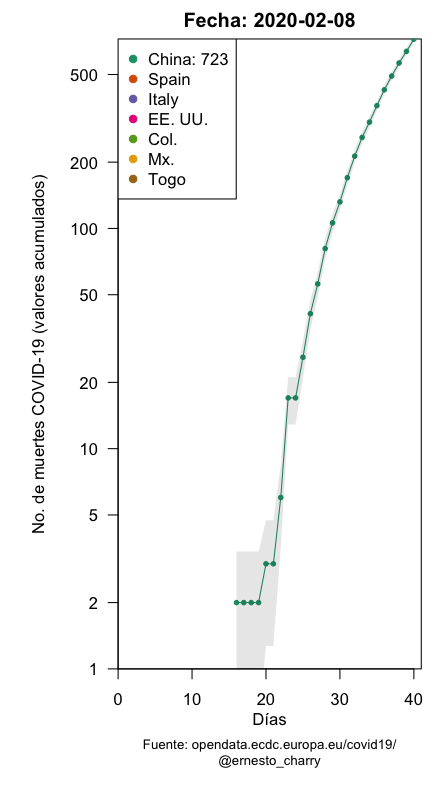 Fecha: 2020-02-08
China: 723
Spain
Italy
EE. UU.
Col.
Mx.
Togo
No. de muertes COVID-19 (valores acumulados)
500
200
100
50
20
10
5
2
1
0 10 20 30 40
Días
Fuente: opendata.ecdc.europa.eu/covid19/
@ernesto_charry